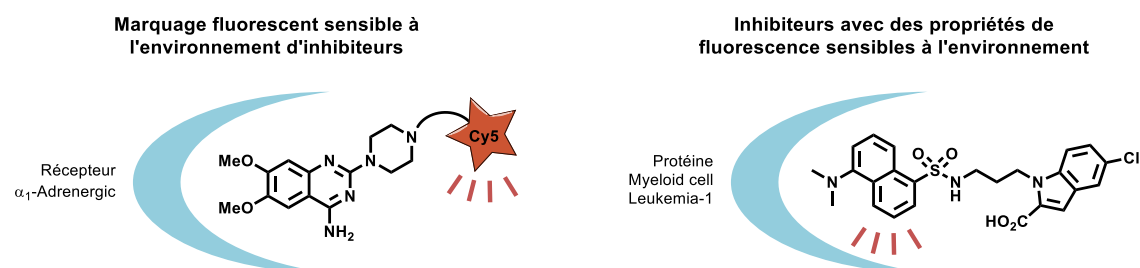 Marquage fluorescent sensible à
l'environnement d'inhibiteurs
Inhibiteurs avec des propriétés de
fluorescence sensibles à l'environnement
Récepteur
α1-Adrenergic
MeO
MeO
N
N
NH2
N
N
Cy5
Protéine
Myeloid cell
Leukemia-1
N
O O
S
N
H
N
HO2C
Cl